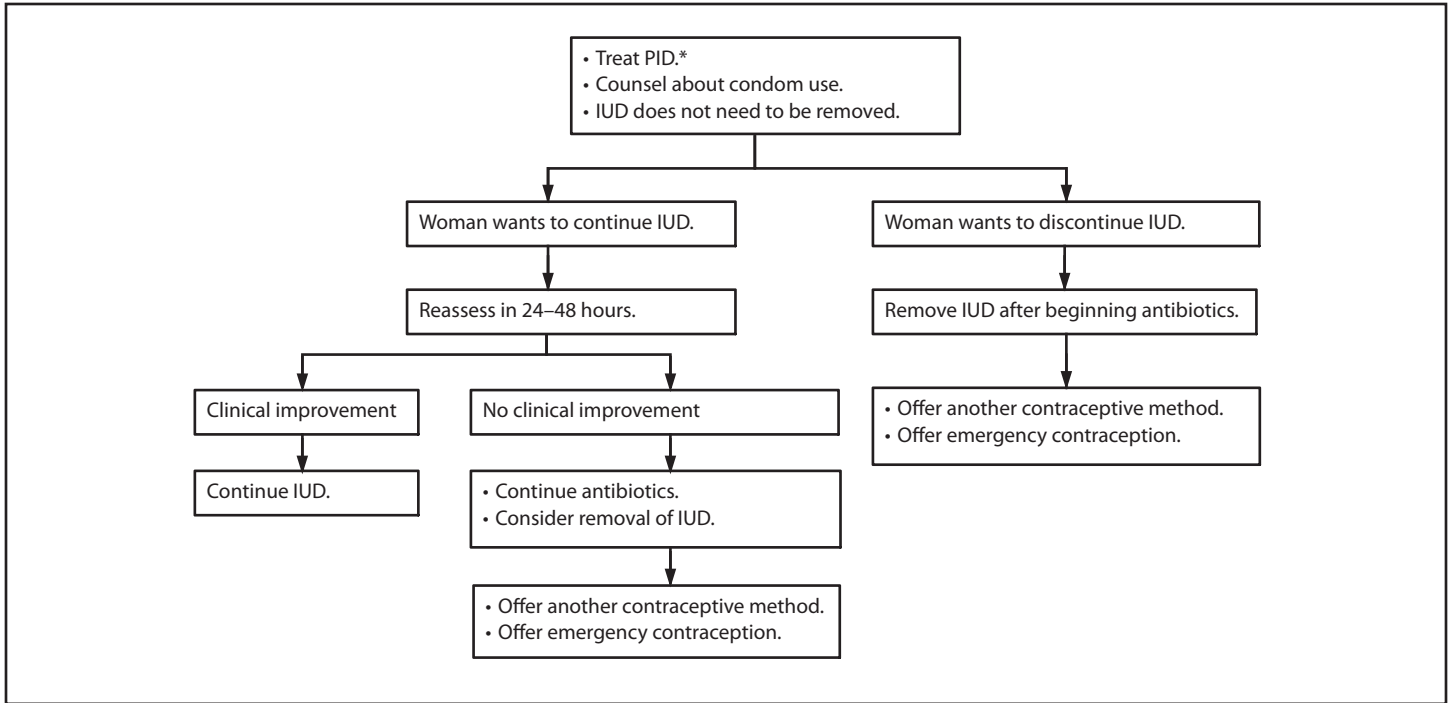 • Treat PID.*
• Counsel about condom use.
• IUD does not need to be removed.
Woman wants to continue IUD.
Woman wants to discontinue IUD.
Reassess in 24–48 hours.
Remove IUD after beginning antibiotics.
Clinical improvement
No clinical improvement
• Offer another contraceptive method.
• Offer emergency contraception.
Continue IUD.
• Continue antibiotics.
• Consider removal of IUD.
• Offer another contraceptive method.
• Offer emergency contraception.